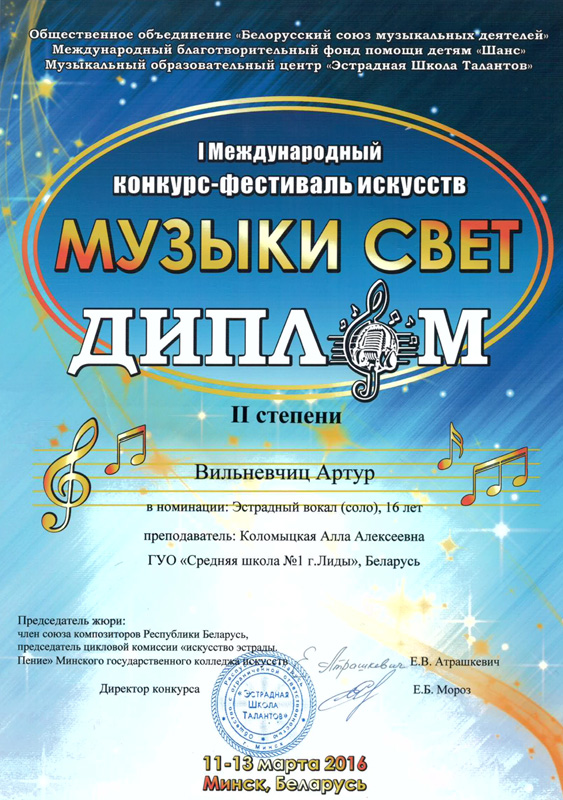 Общественное объединение «Белорусский союз музыкальных деятелей»
Международный благотворительный фонд помощи детям «Шанс»
Музыкальный образовательный центр «Эстрадная Школа Талантов»
I Международный
конкурс-фестиваль искусств
МУЗЫКИ СВЕТ
ДИПЛОМ
II степени
Вильневчиц Артур
в номинации: Эстрадный вокал (соло), 16 лет
преподаватель: Коломыцкая Алла Алексеевна
ГУО «Средняя школа №1 г.Лиды», Беларусь
Председатель жюри:
член союза композиторов Республики Беларусь,
председатель цикловой комиссии «искусство эстрады.
Пение» Минского государственного колледжа искусств Е. Атрашкевич Е.В. Атрашкевич
Директор конкурса Е.Б. Мороз
«ЭСТРАДНАЯ
ШКОЛА
ТАЛАНТОВ»
г. Минск
11-13 марта 2016
Минск, Беларусь